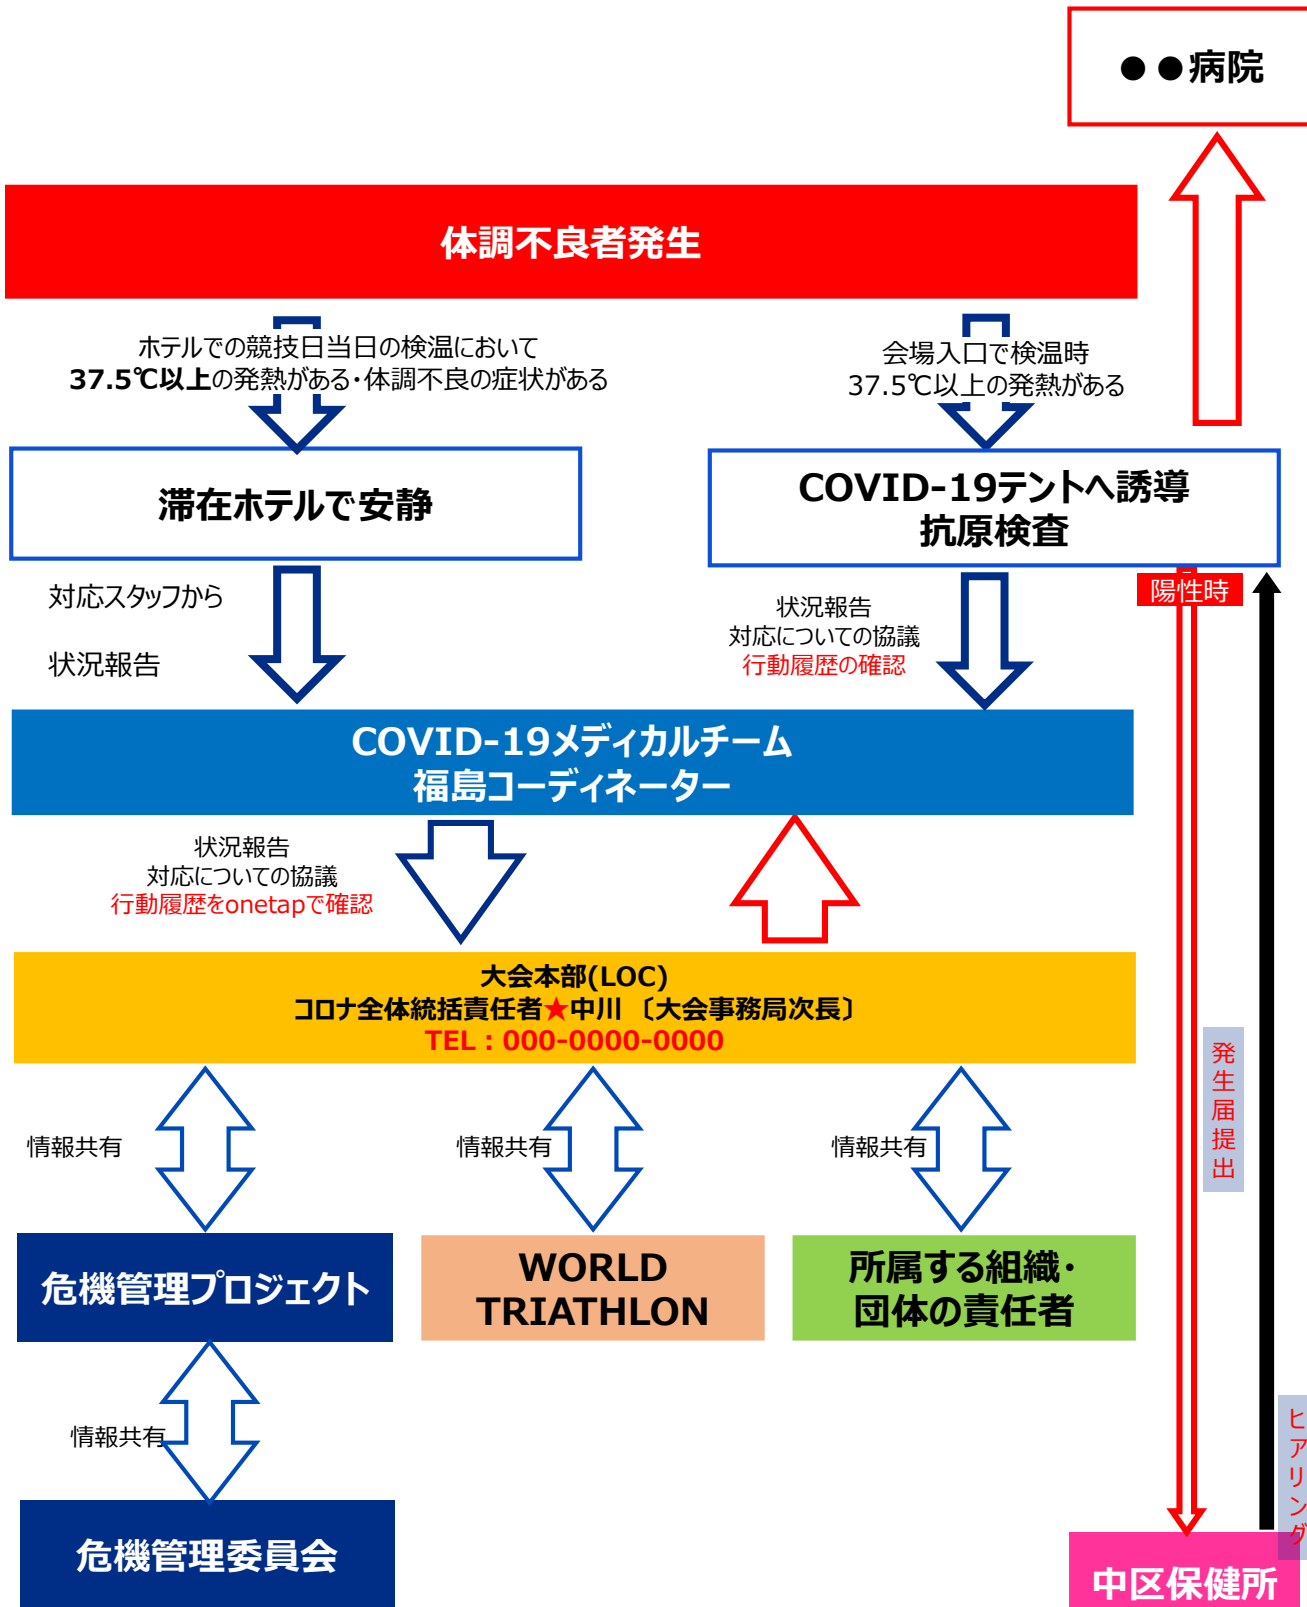 ●●病院
体調不良者発生
ホテルでの競技日当日の検温において
37.5℃以上の発熱がある・体調不良の症状がある
会場入口で検温時
37.5℃以上の発熱がある
滞在ホテルで安静
COVID-19テントへ誘導
抗原検査
対応スタッフから
状況報告
陽性時
状況報告
対応についての協議
行動履歴の確認
COVID-19メディカルチーム
福島コーディネーター
状況報告
対応についての協議
行動履歴をonetapで確認
大会本部(LOC)
コロナ全体統括責任者★中川〔大会事務局次長〕
TEL：000-0000-0000
発生届提出
情報共有
情報共有
情報共有
危機管理プロジェクト
WORLD
TRIATHLON
所属する組織・
団体の責任者
情報共有
ヒアリング
危機管理委員会
中区保健所